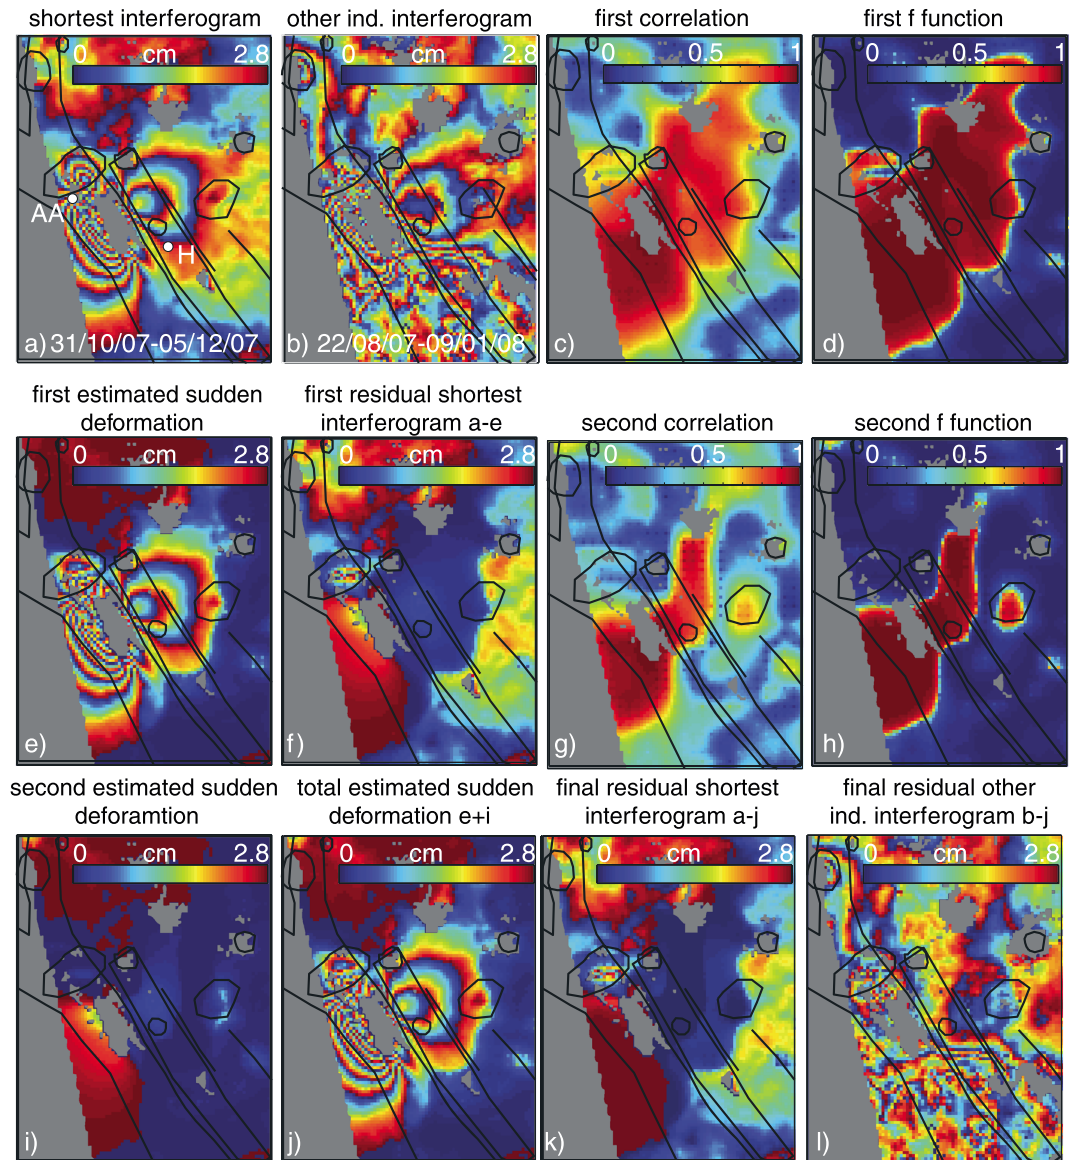 shortest interferogram
other ind. interferogram
first correlation
first f function
0 cm 2.8
0 cm 2.8
0 0.5 1
0 0.5 1
AA
H
a) 31/10/07-05/12/07
b) 22/08/07-09/01/08
c)
d)
first estimated sudden
deformation
first residual shortest
interferogram a-e
second correlation
second f function
0 cm 2.8
0 cm 2.8
0 0.5 1
0 0.5 1
e)
f)
g)
h)
second estimated sudden
deforamtion
total estimated sudden
deformation e+i
final residual shortest
interferogram a-j
final residual other
ind. interferogram b-j
0 cm 2.8
0 cm 2.8
0 cm 2.8
0 cm 2.8
i)
j)
k)
l)